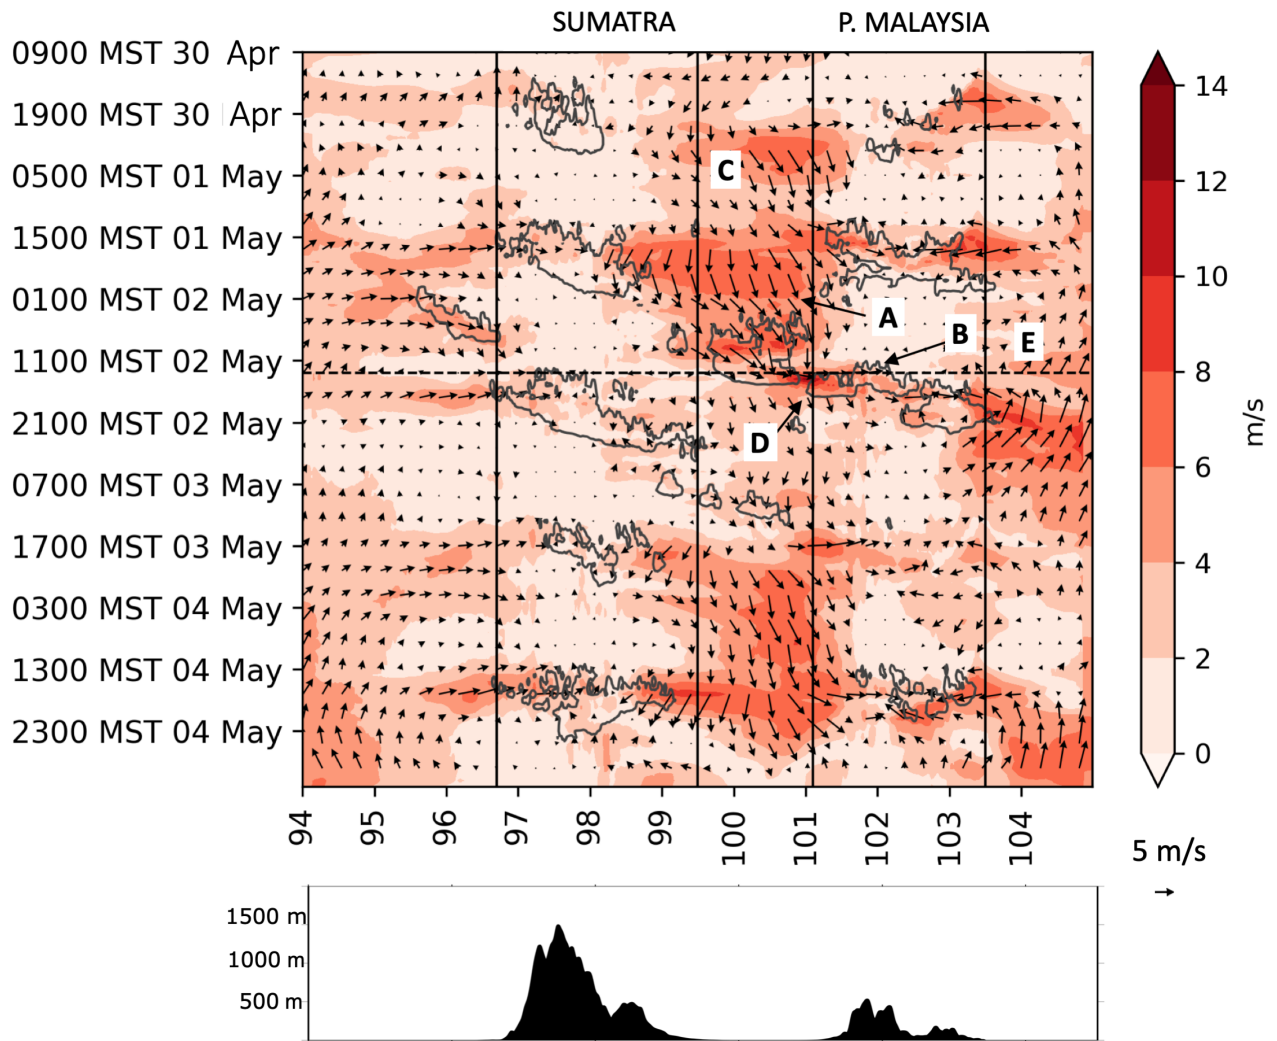 SUMATRA P. MALAYSIA
0900 MST 30 Apr
1900 MST 30 Apr
0500 MST 01 May
1500 MST 01 May
0100 MST 02 May
1100 MST 02 May
2100 MST 02 May
0700 MST 03 May
1700 MST 03 May
0300 MST 04 May
1300 MST 04 May
2300 MST 04 May
C
A
B
E
D
14
12
10
8
6
4
2
0
m/s
94 95 96 97 98 99 100 101 102 103 104
5 m/s
1500 m
1000 m
500 m